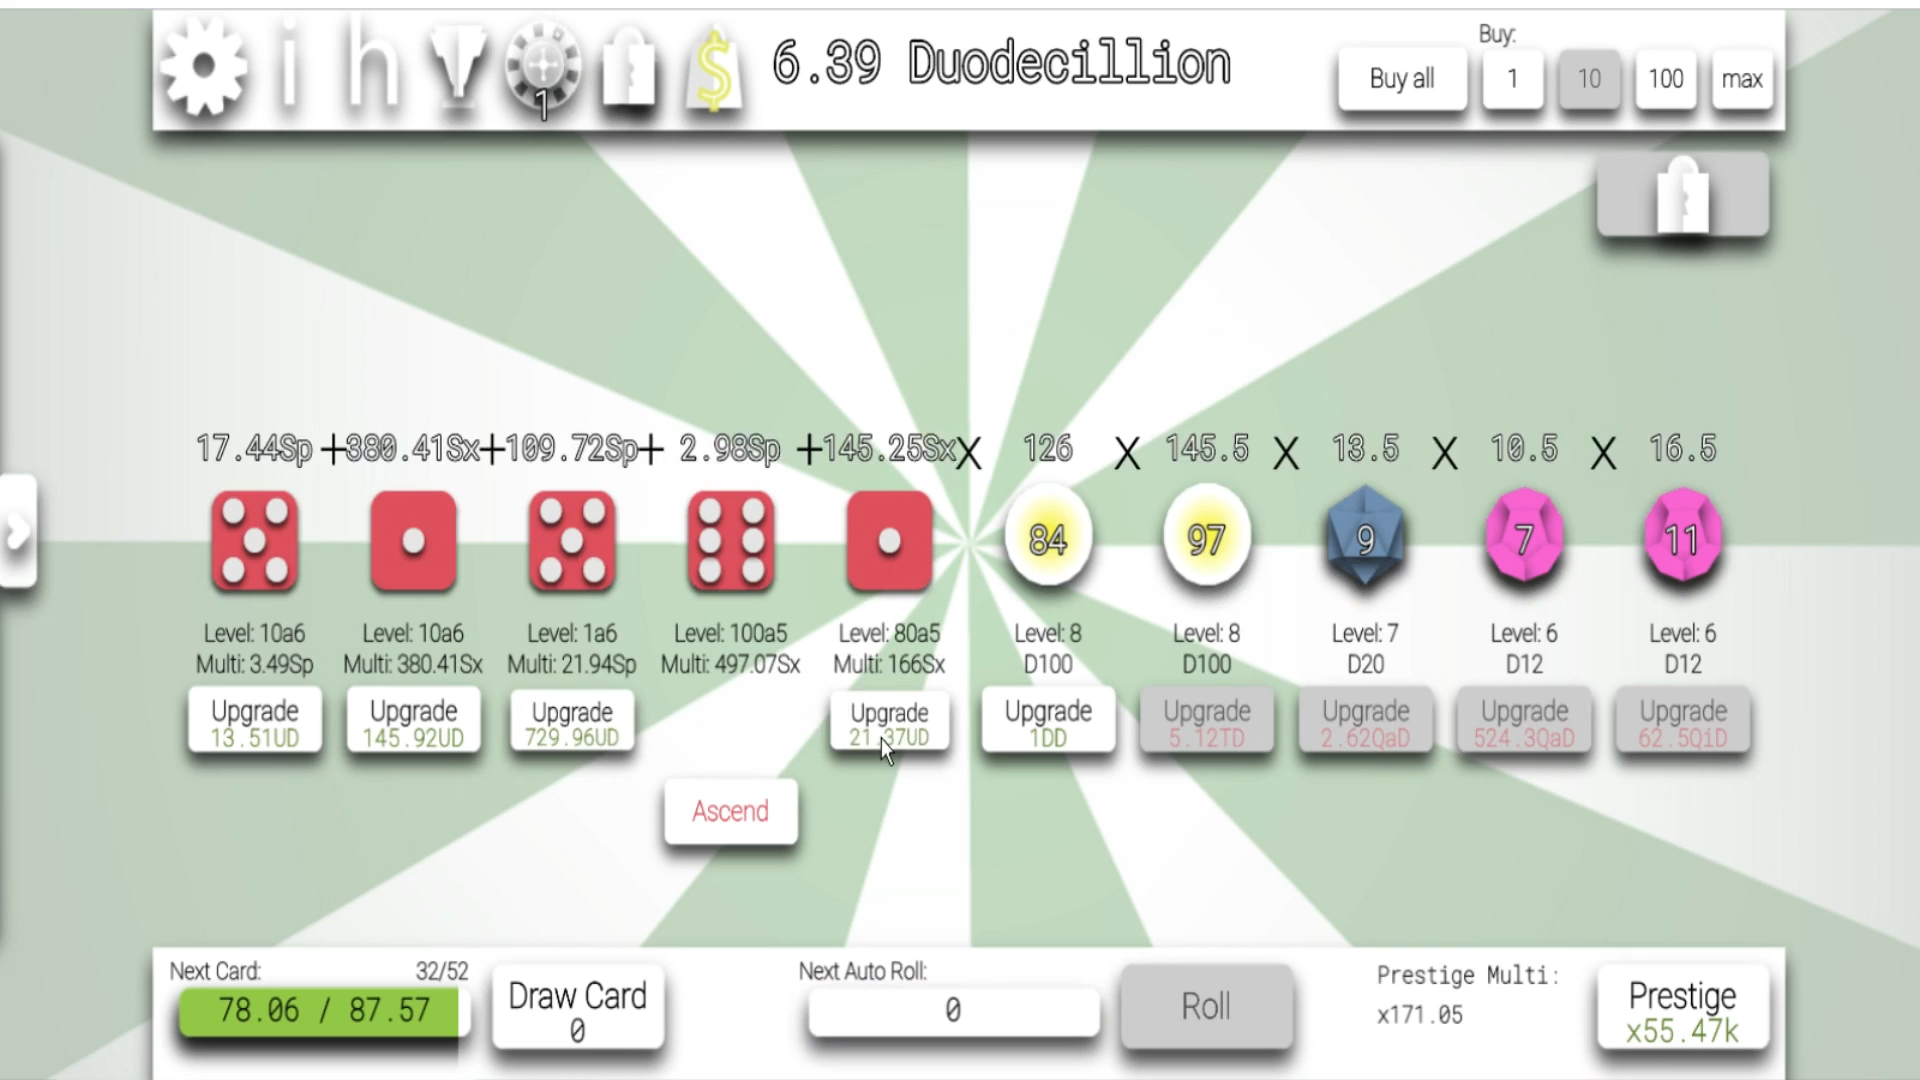 i h 1
6.39 Duodecillion
Buy:
Buy all 1 10 100 max
17.44Sp +380.41Sx+109.72Sp+ 2.98Sp +145.25SxX 126 X 145.5 X 13.5 X 10.5 X 16.5
84 97 9 7 11
Level: 10a6 Level: 10a6 Level: 1a6 Level: 100a5 Level: 80a5 Level: 8 Level: 8 Level: 7 Level: 6 Level: 6
Multi: 3.49Sp Multi: 380.41Sx Multi: 21.94Sp Multi: 497.07Sx Multi: 166Sx D100 D100 D20 D12 D12
Upgrade Upgrade Upgrade Upgrade Upgrade Upgrade Upgrade Upgrade Upgrade
13.51UD 145.92UD 729.96UD 21.37UD 1DD 5.12TD 2.62QaD 524.3QaD 62.5QiD
Ascend
Next Card: 32/52
78.06 / 87.57
Draw Card
0
Next Auto Roll:
0
Roll
Prestige Multi:
x171.05
Prestige
x55.47k